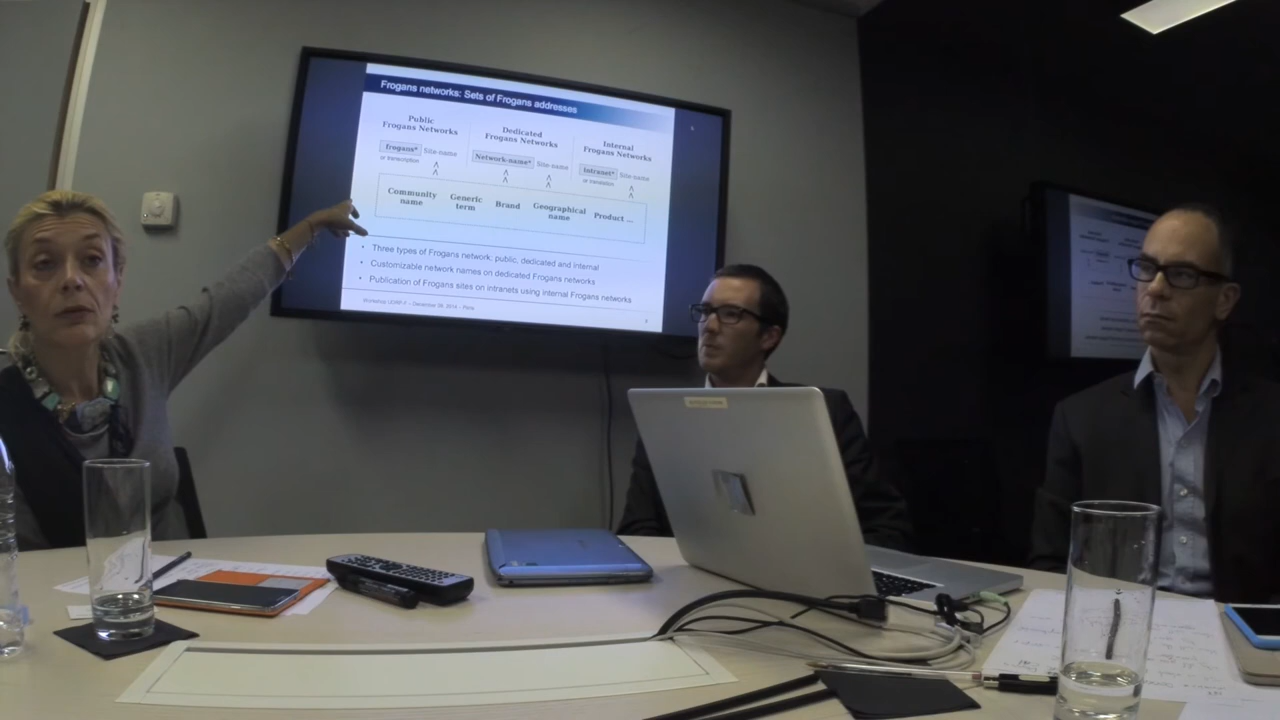 Frogans networks: Sets of Frogans addresses
Public
Frogans Networks
Dedicated
Frogans Networks
Internal
Frogans Networks
frogans* Site-name
or transcription
Network-name* Site-name
Intranet* Site-name
or translation
Community
name
Generic
term
Brand
Geographical
name
Product ...
• Three types of Frogans network: public, dedicated and internal
• Customizable network names on dedicated Frogans networks
• Publication of Frogans sites on intranets using internal Frogans networks